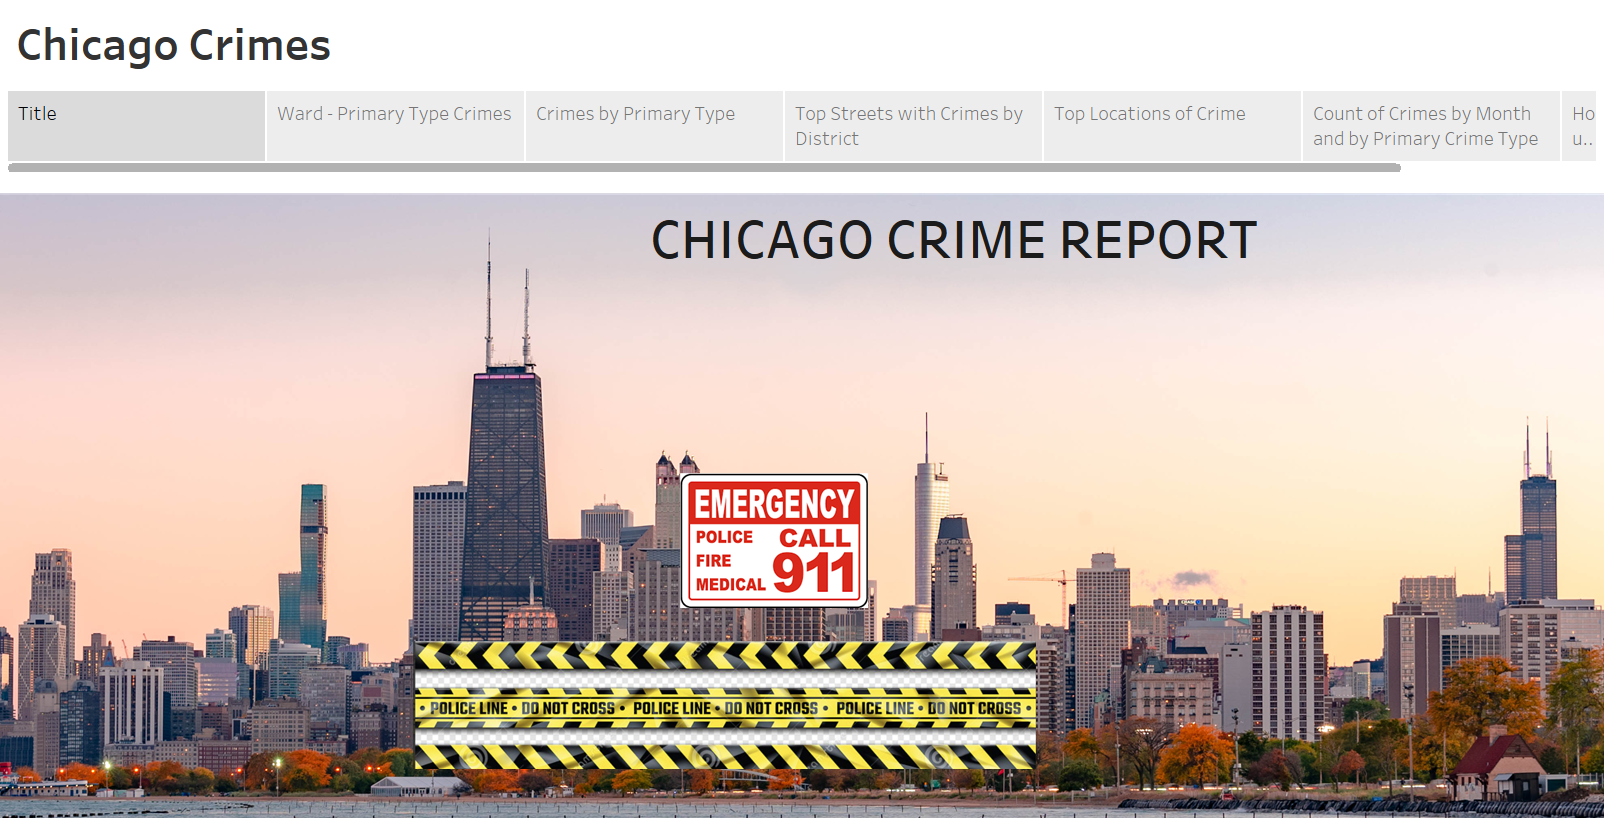 Chicago Crimes
Title
Ward - Primary Type Crimes
Crimes by Primary Type
Top Streets with Crimes by
District
Top Locations of Crime
Count of Crimes by Month
and by Primary Crime Type
Ho
u..
CHICAGO CRIME REPORT
EMERGENCY
POLICE
FIRE
MEDICAL
CALL
911
• POLICE LINE • DO NOT CROSS • POLICE LINE • DO NOT CROSS • POLICE LINE • DO NOT CROSS •